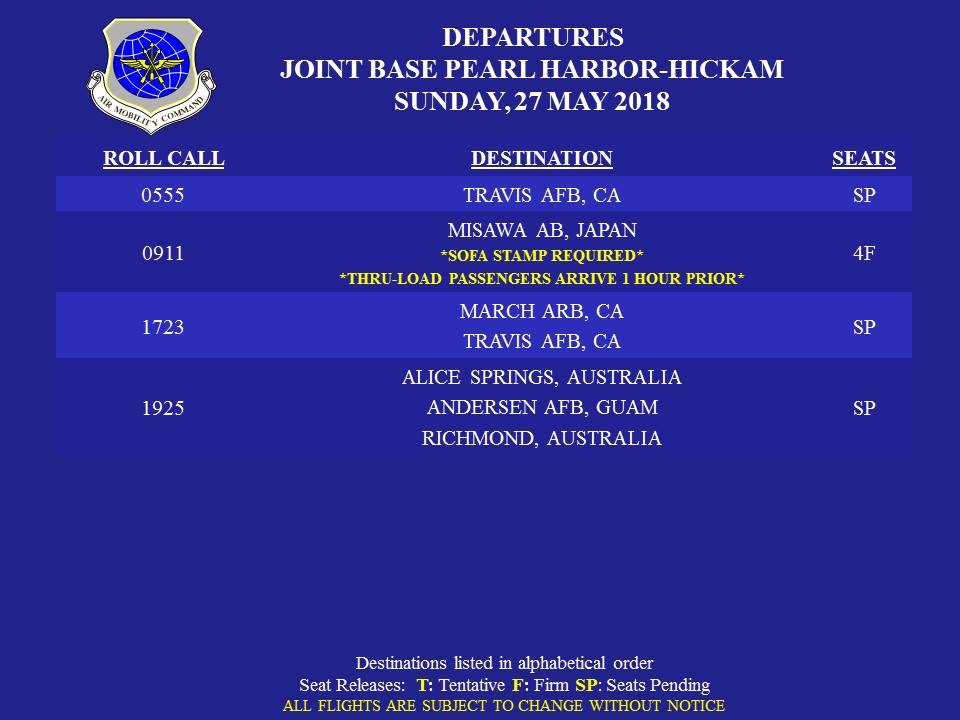 DEPARTURES
JOINT BASE PEARL HARBOR-HICKAM
SUNDAY, 27 MAY 2018
AIR MOBILITY COMMAND
ROLL CALL DESTINATION SEATS
0555 TRAVIS AFB, CA SP
MISAWA AB, JAPAN
0911 *SOFA STAMP REQUIRED* 4F
*THRU-LOAD PASSENGERS ARRIVE 1 HOUR PRIOR*
MARCH ARB, CA
1723 SP
TRAVIS AFB, CA
ALICE SPRINGS, AUSTRALIA
1925 ANDERSEN AFB, GUAM SP
RICHMOND, AUSTRALIA
Destinations listed in alphabetical order
Seat Releases: T: Tentative F: Firm SP: Seats Pending
ALL FLIGHTS ARE SUBJECT TO CHANGE WITHOUT NOTICE